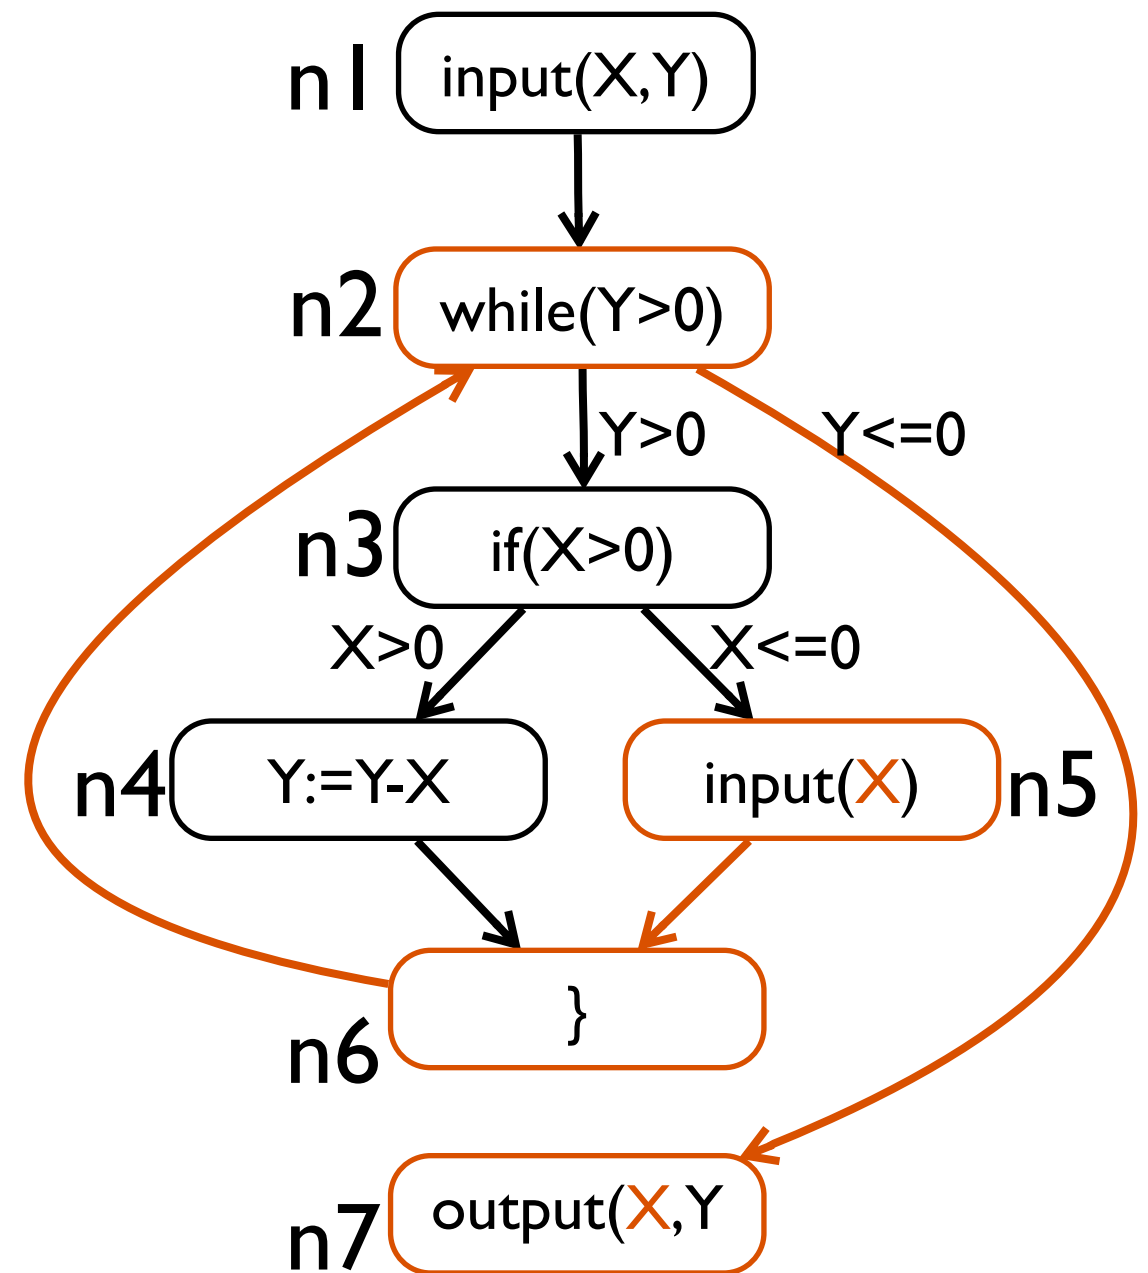 n1 input(X,Y)
n2 while(Y>0)
Y>0 Y<=0
n3 if(X>0)
X>0 X<=0
n4 Y:=Y-X input(X) n5
}
n6
n7 output(X,Y